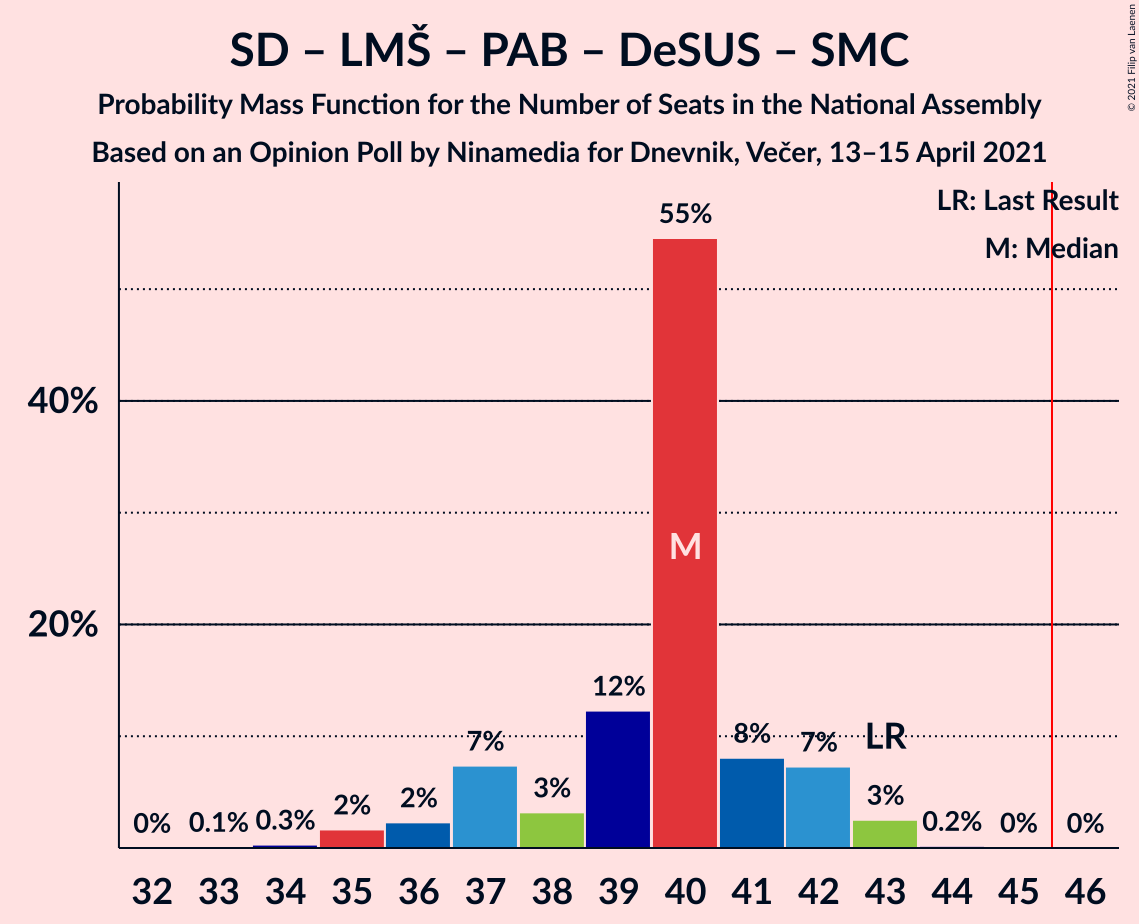 SD – LMŠ – PAB – DeSUS – SMC
Probability Mass Function for the Number of Seats in the National Assembly
Based on an Opinion Poll by Ninamedia for Dnevnik, Večer, 13–15 April 2021
© 2021 Filip van Laenen
LR: Last Result
M: Median
40%
20%
0% 0.1% 0.3% 2% 2% 7% 3% 12% 55% 8% 7% 3% 0.2% 0% 0%
M
LR
32 33 34 35 36 37 38 39 40 41 42 43 44 45 46